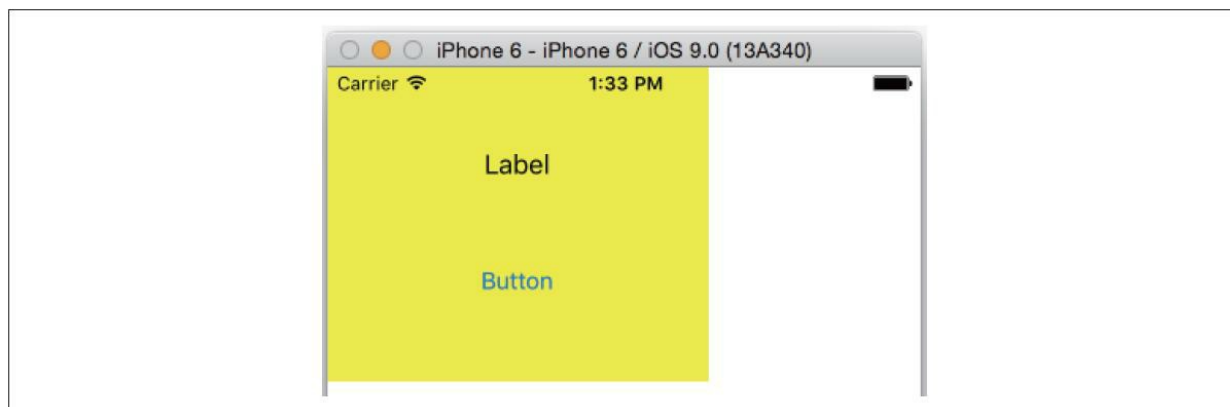 iPhone 6 - iPhone 6 / iOS 9.0 (13A340)
Carrier 1:33 PM
Label
Button